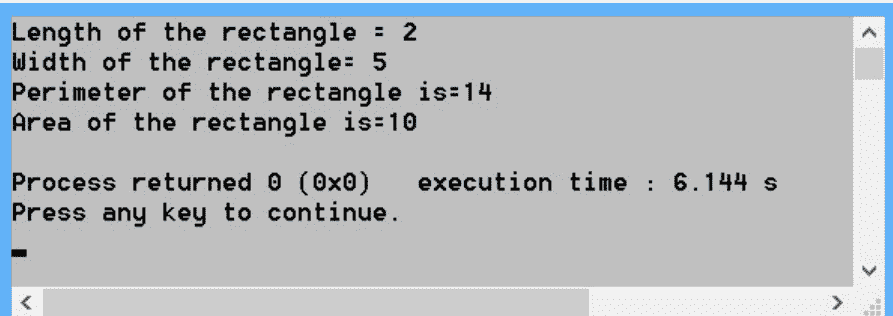 Length of the rectangle = 2
Width of the rectangle= 5
Perimeter of the rectangle is=14
Area of the rectangle is=10
Process returned 0 (0x0)   execution time : 6.144 s
Press any key to continue.